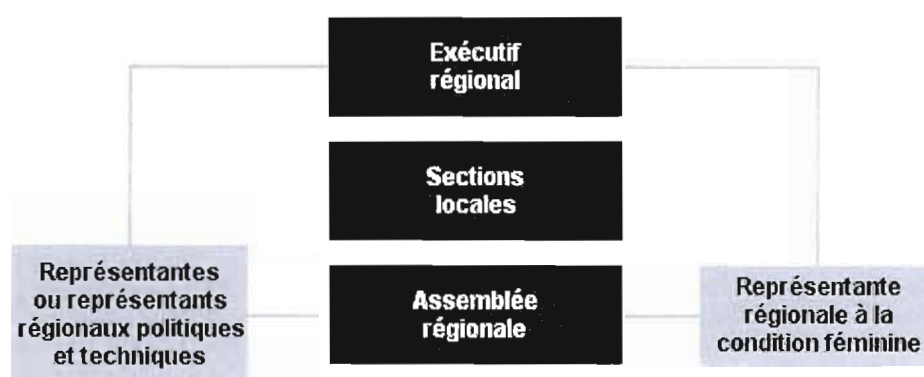 Exécutif
régional
Sections
locales
Représentantes
ou représentants
régionaux politiques
et techniques
Assemblée
régionale
Représentante
régionale à la
condition féminine